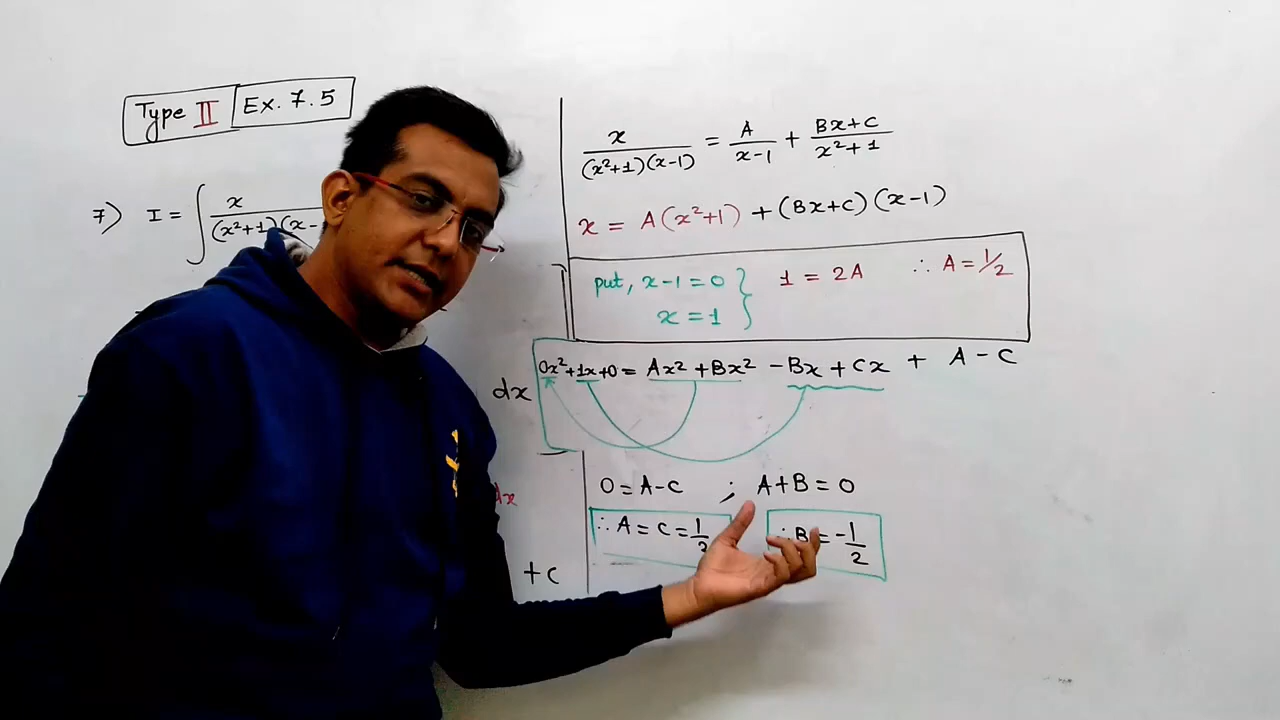 Type II Ex. 7.5
7) I = ∫ x
(x²+1)(x-
dx
dx
+C
x/((x²+1)(x-1)) = A/(x-1) + (Bx+C)/(x²+1)
x = A(x²+1) + (Bx+C)(x-1)
put, x-1=0 } 1 = 2A ∴ A = 1/2
x = 1
0x²+1x+0 = Ax²+Bx² -Bx+Cx + A-C
0 = A-C ; A+B = 0
∴ A = C = 1/2 ∴ B = -1/2